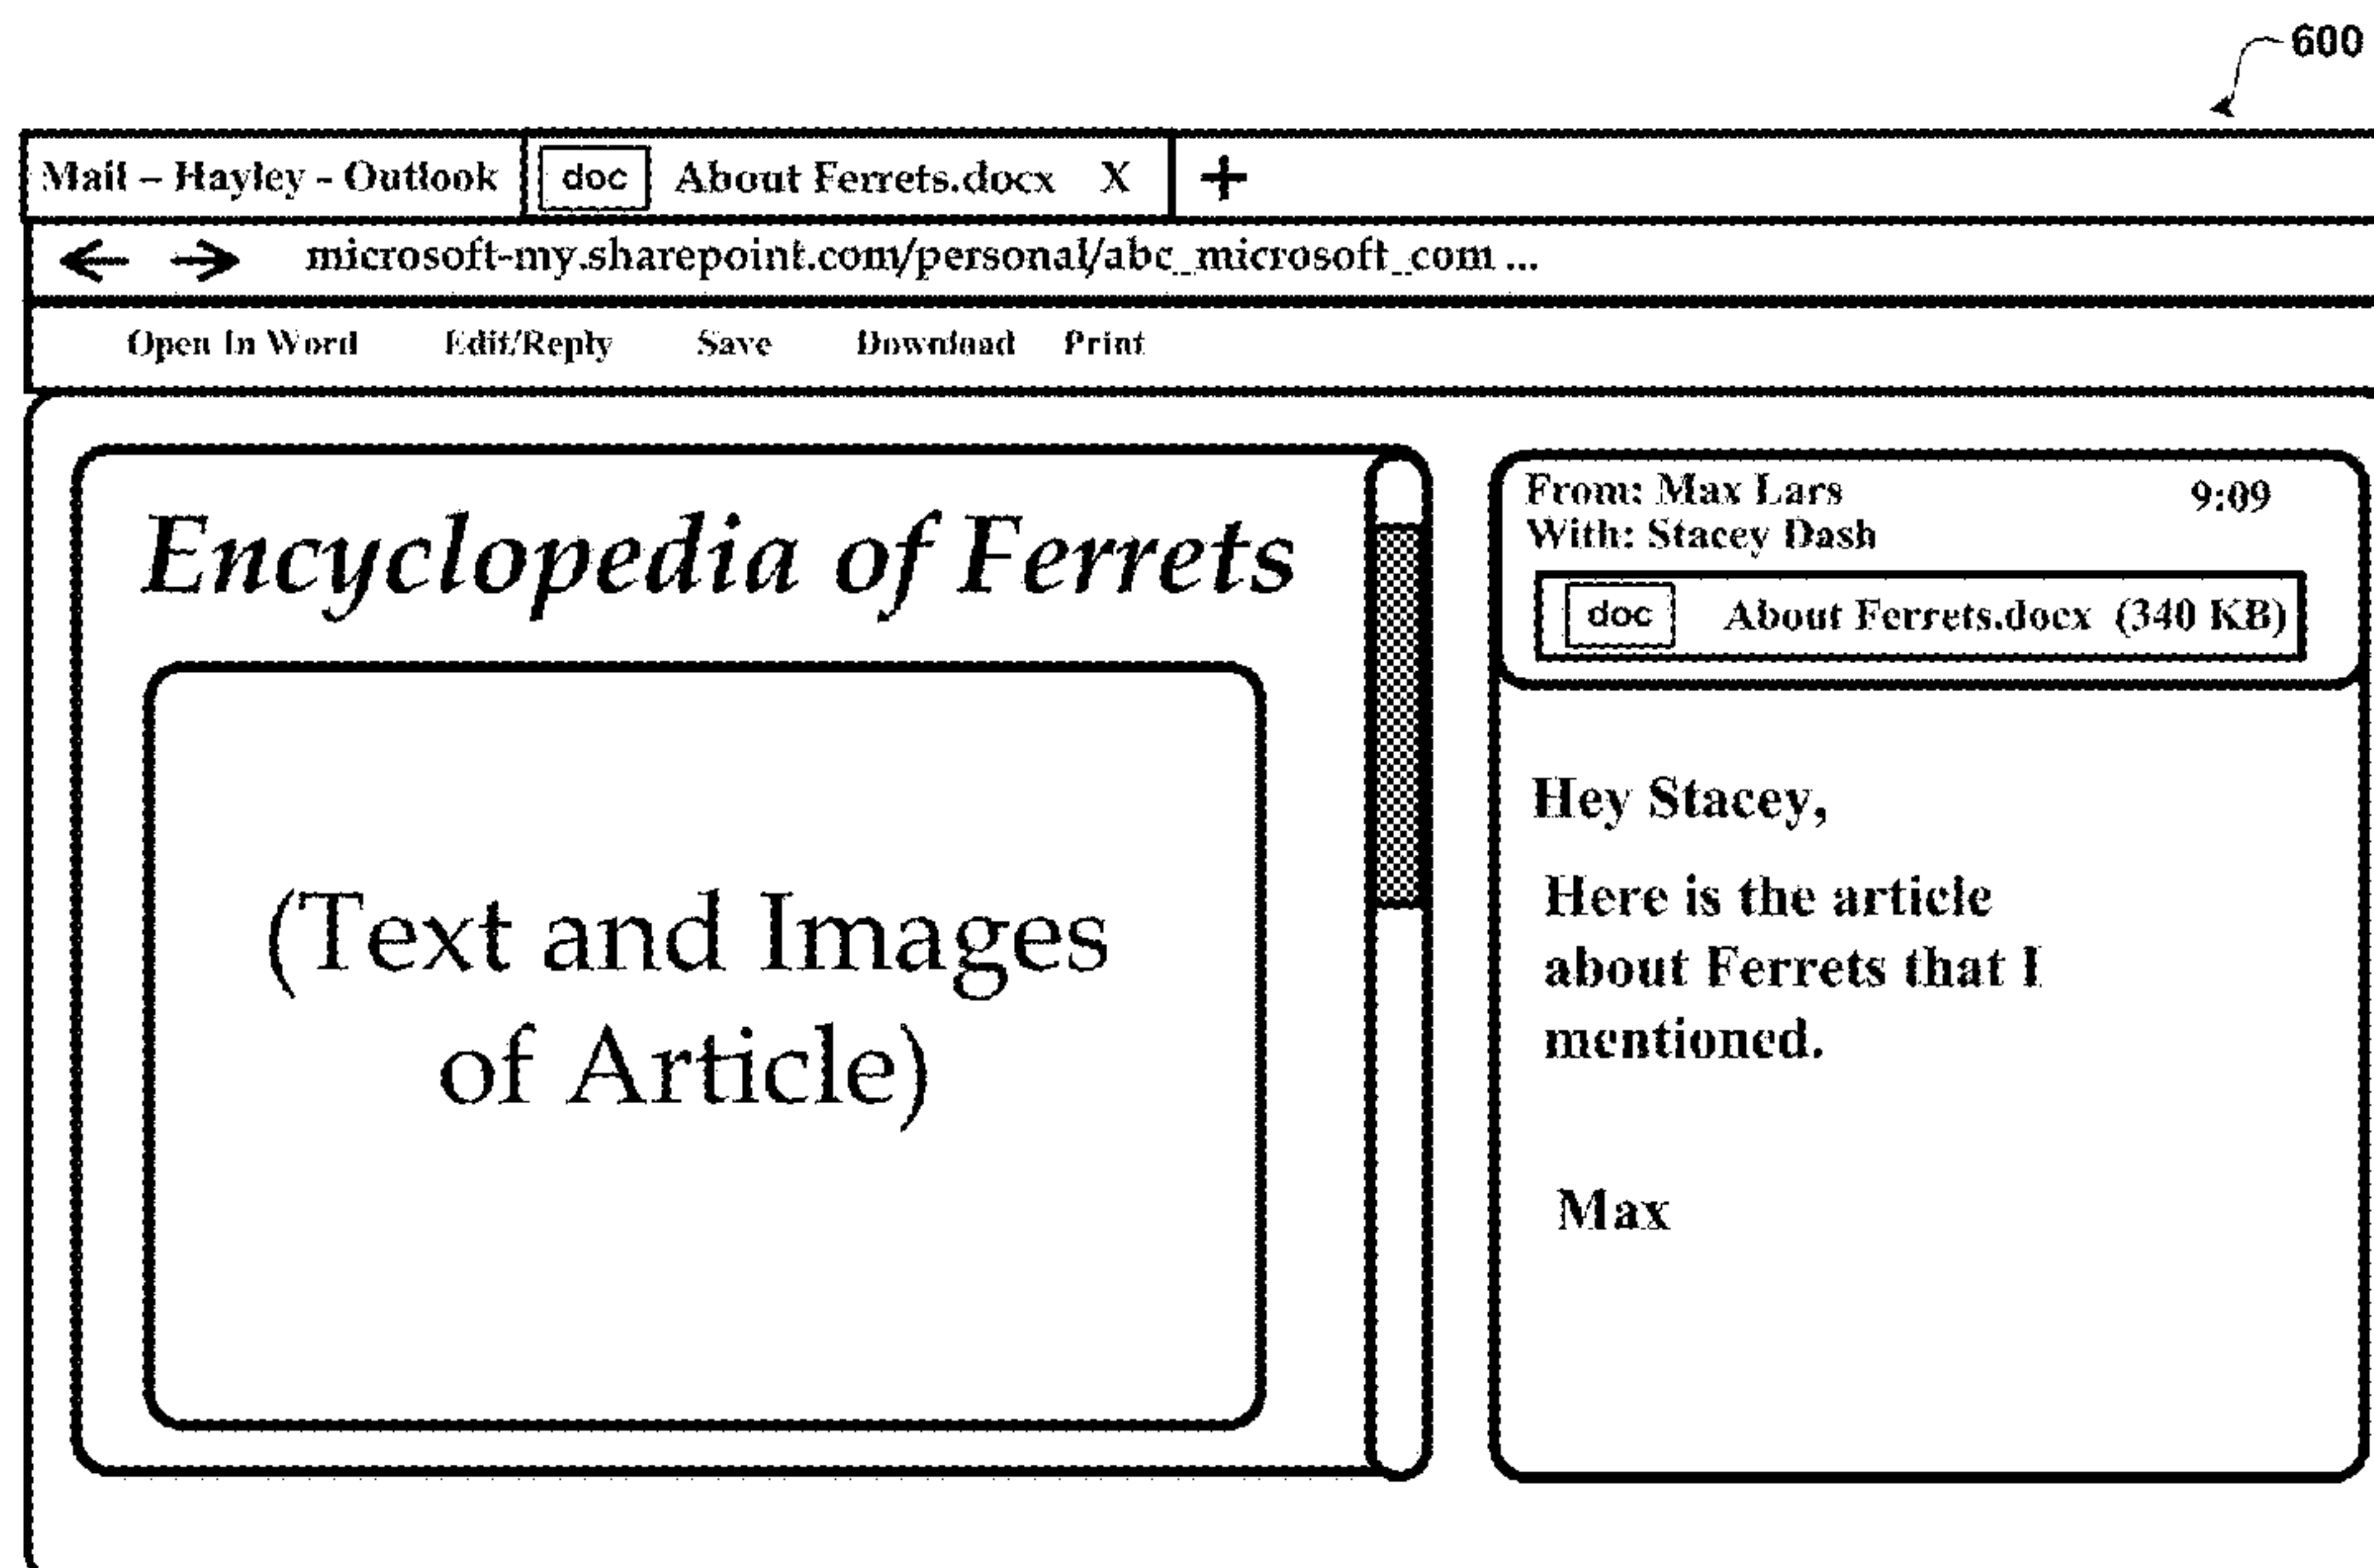 600
Mail – Hayley - Outlook doc About Ferrets.docx X +
microsoft-my.sharepoint.com/personal/abc_microsoft_com ...
Open In Word Edit/Reply Save Download Print
Encyclopedia of Ferrets
(Text and Images
of Article)
From: Max Lars 9:09
With: Stacey Dash
doc About Ferrets.docx (340 KB)
Hey Stacey,
Here is the article
about Ferrets that I
mentioned.
Max